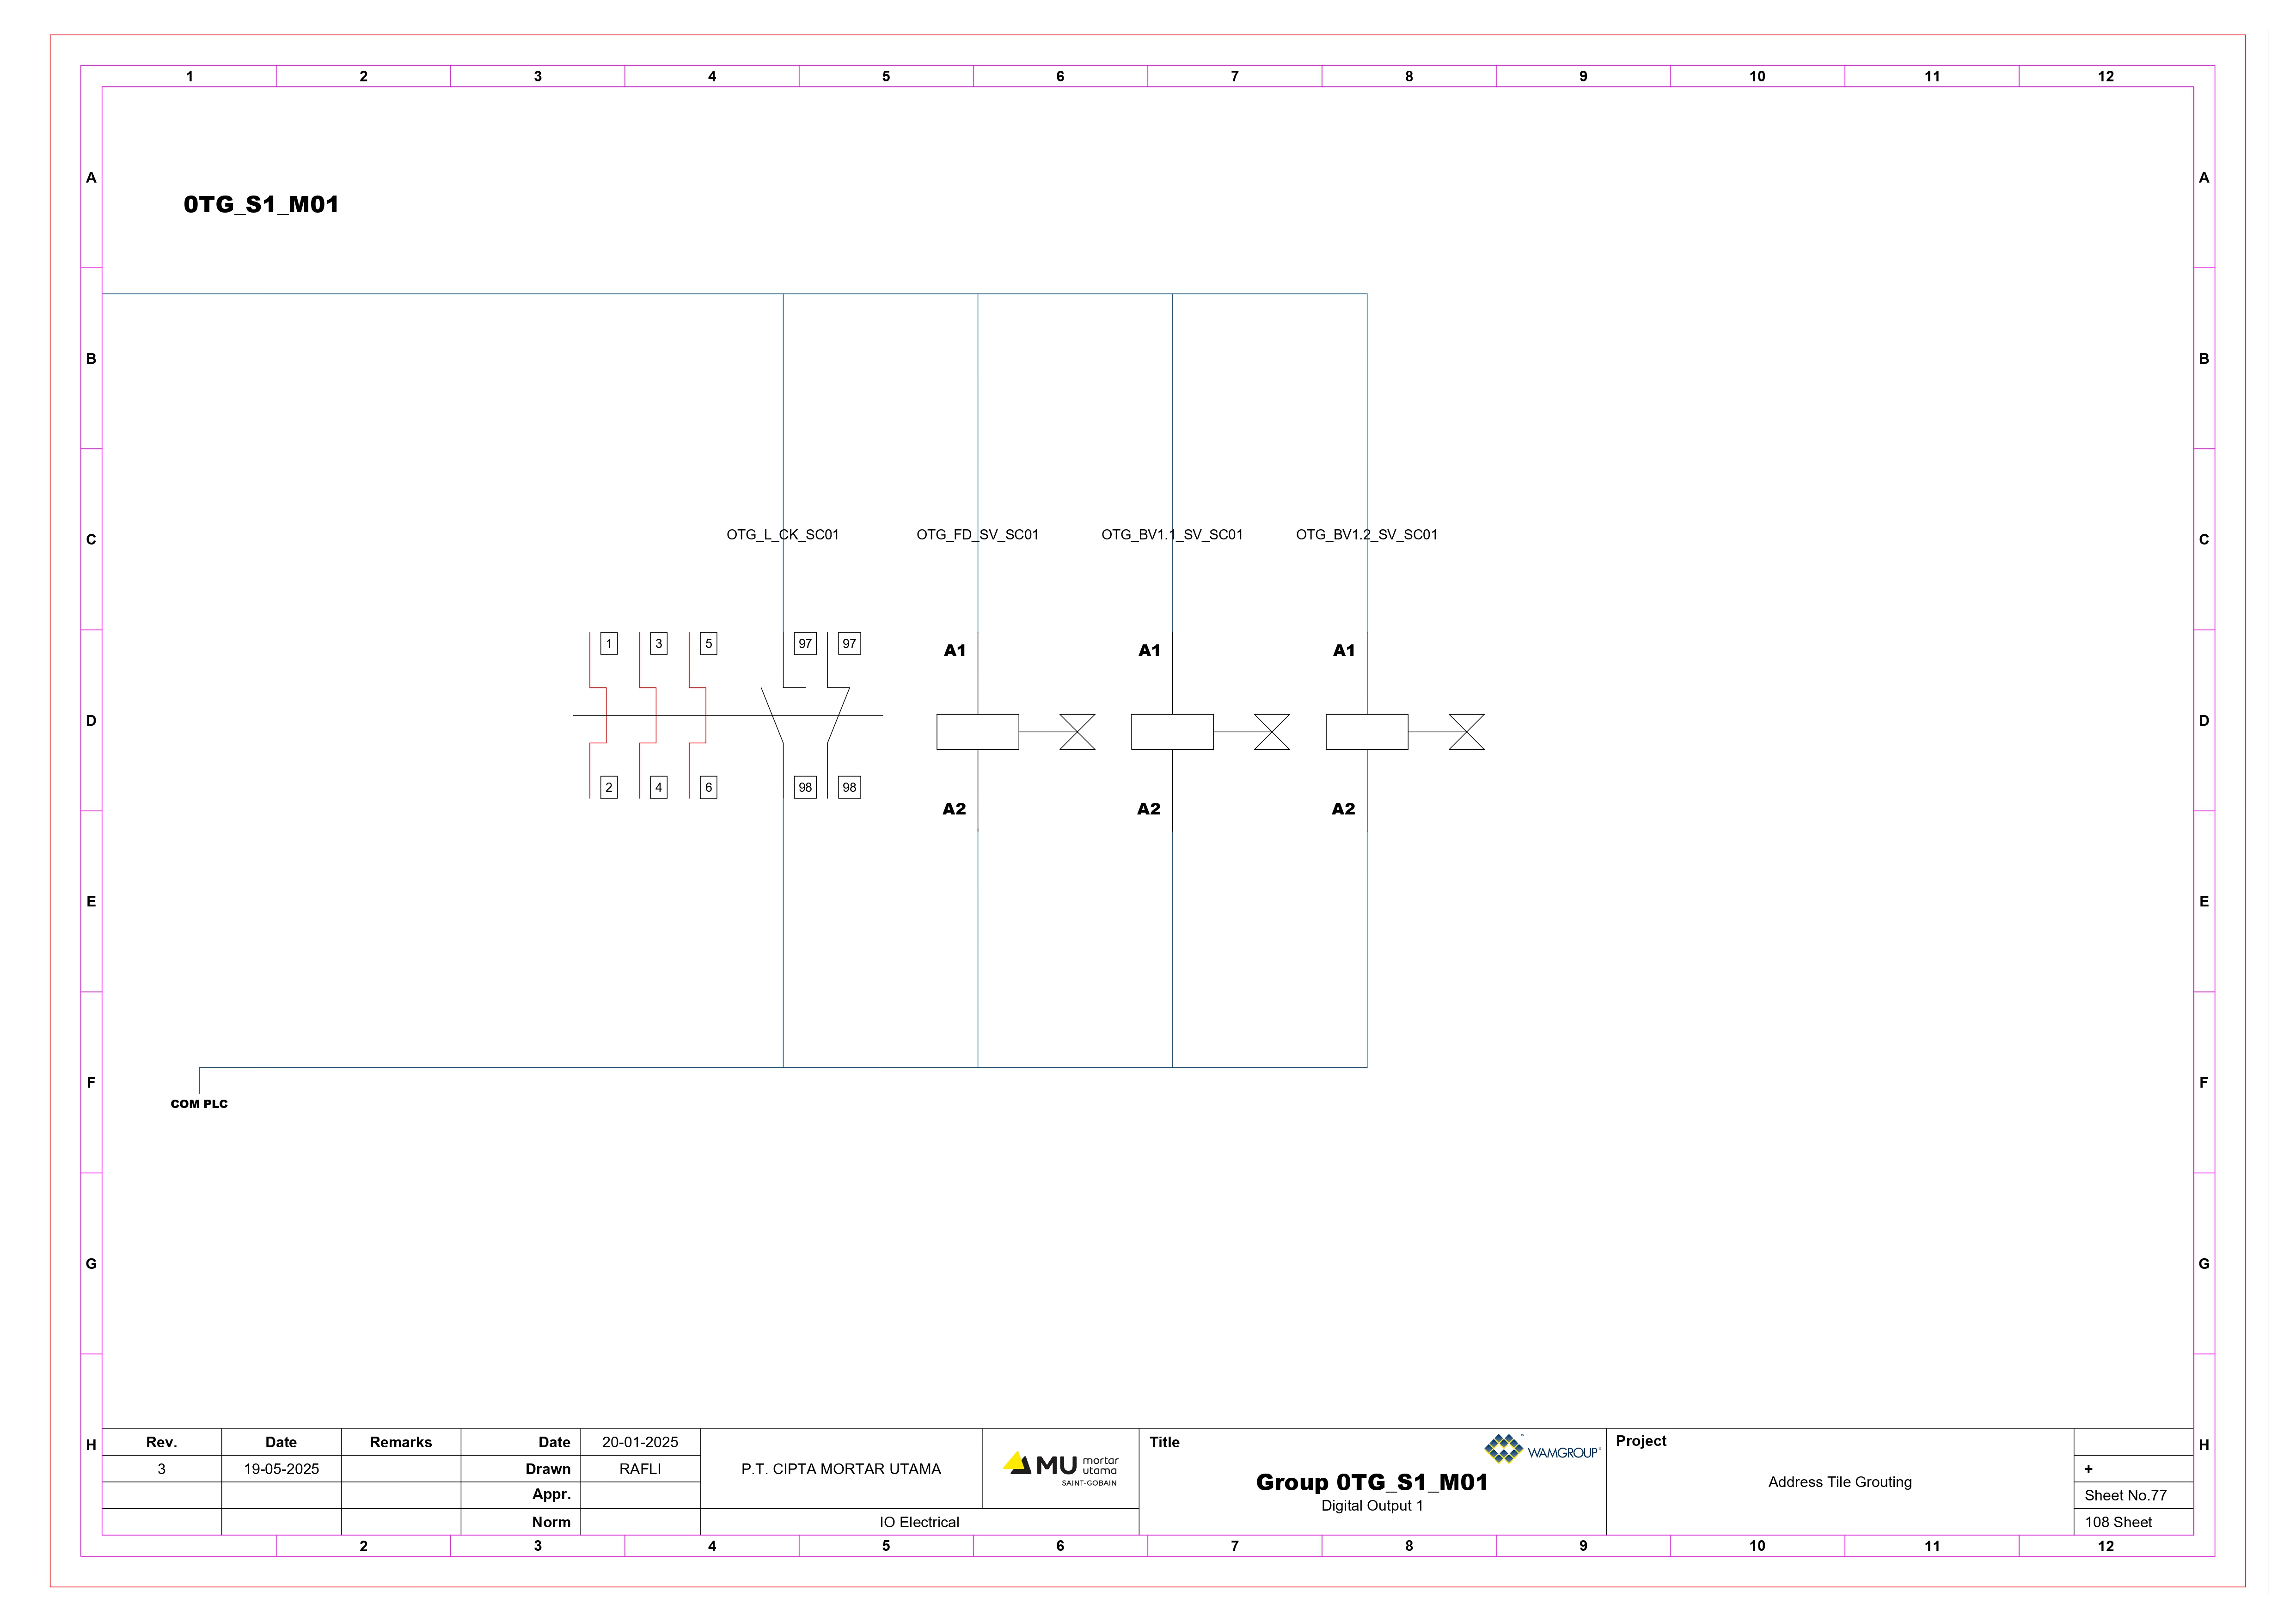 1 2 3 4 5 6 7 8 9 10 11 12
A A
0TG_S1_M01
B B
C C
OTG_L_CK_SC01 OTG_FD_SV_SC01 OTG_BV1.1_SV_SC01 OTG_BV1.2_SV_SC01
1 3 5 97 97 A1 A1 A1
D D
2 4 6 98 98 A2 A2 A2
E E
F F
COM PLC
G G
H H
Rev. Date Remarks Date 20-01-2025
3 19-05-2025 Drawn RAFLI
Appr.
Norm
P.T. CIPTA MORTAR UTAMA
MU mortar
utama
SAINT-GOBAIN
IO Electrical
Title
WAMGROUP
Group 0TG_S1_M01
Digital Output 1
Project
Address Tile Grouting
+
Sheet No.77
108 Sheet
2 3 4 5 6 7 8 9 10 11 12